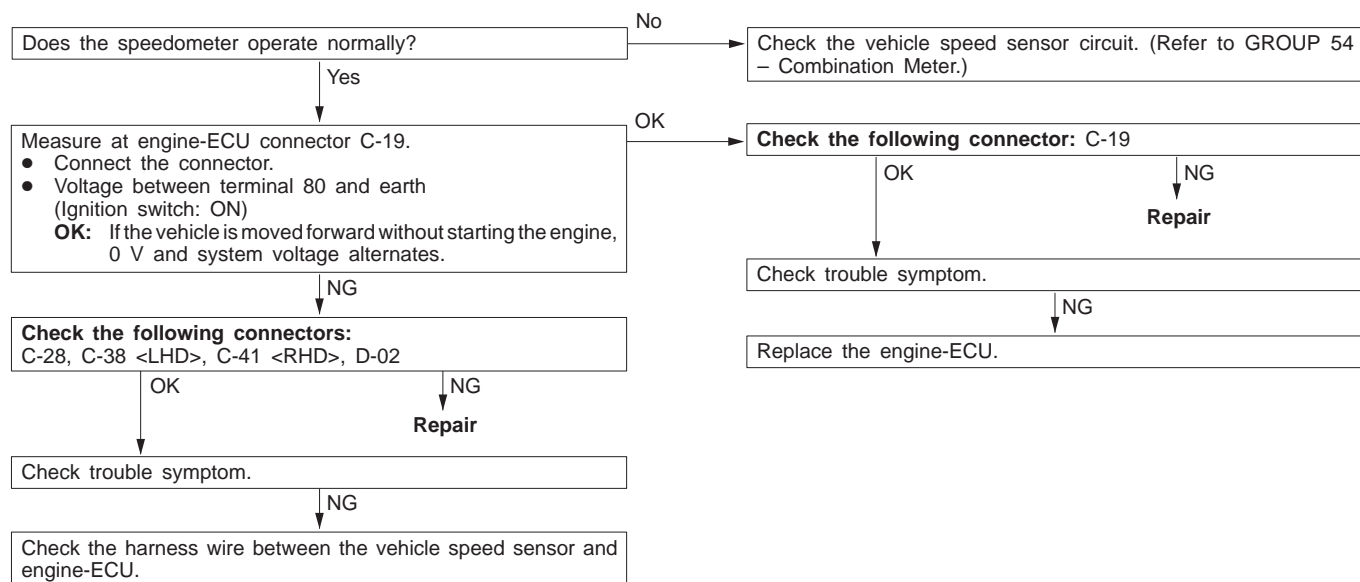 Does the speedometer operate normally?
No
Check the vehicle speed sensor circuit. (Refer to GROUP 54
– Combination Meter.)
Yes
Measure at engine-ECU connector C-19.
● Connect the connector.
● Voltage between terminal 80 and earth
(Ignition switch: ON)
OK: If the vehicle is moved forward without starting the engine,
0 V and system voltage alternates.
OK
Check the following connector: C-19
OK
NG
Repair
Check trouble symptom.
NG
Replace the engine-ECU.
NG
Check the following connectors:
C-28, C-38 <LHD>, C-41 <RHD>, D-02
OK
NG
Repair
Check trouble symptom.
NG
Check the harness wire between the vehicle speed sensor and
engine-ECU.